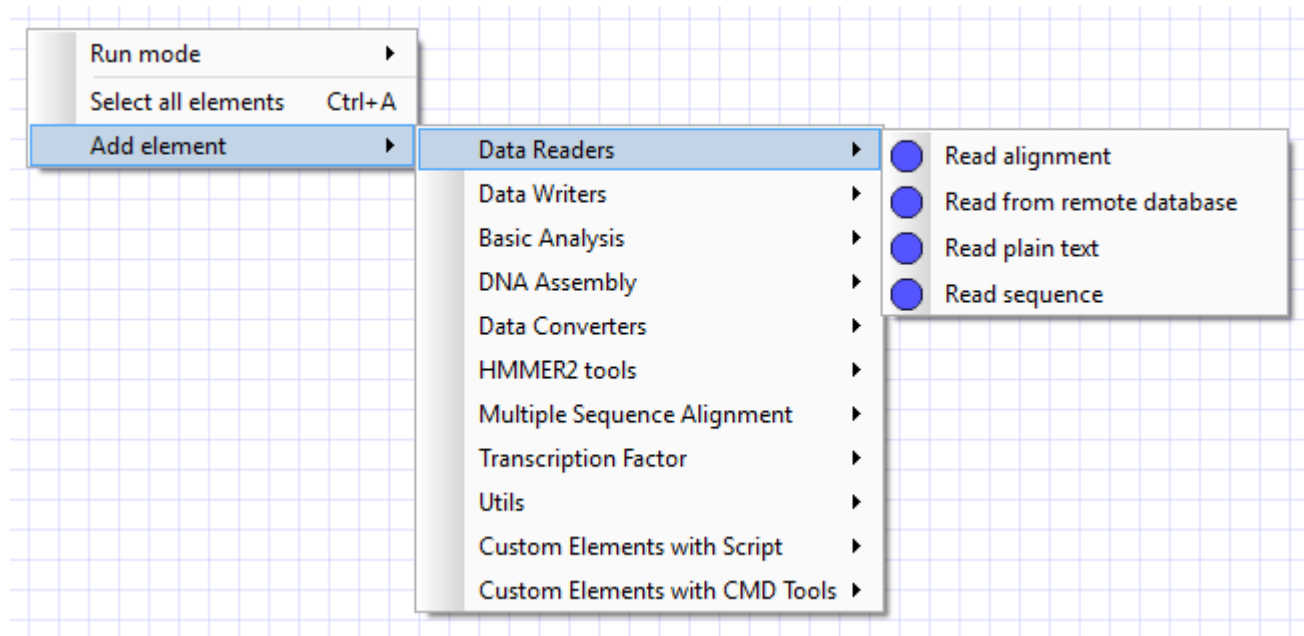 Run mode
Select all elements Ctrl+A
Add element
Data Readers
Data Writers
Basic Analysis
DNA Assembly
Data Converters
HMMER2 tools
Multiple Sequence Alignment
Transcription Factor
Utils
Custom Elements with Script
Custom Elements with CMD Tools
Read alignment
Read from remote database
Read plain text
Read sequence